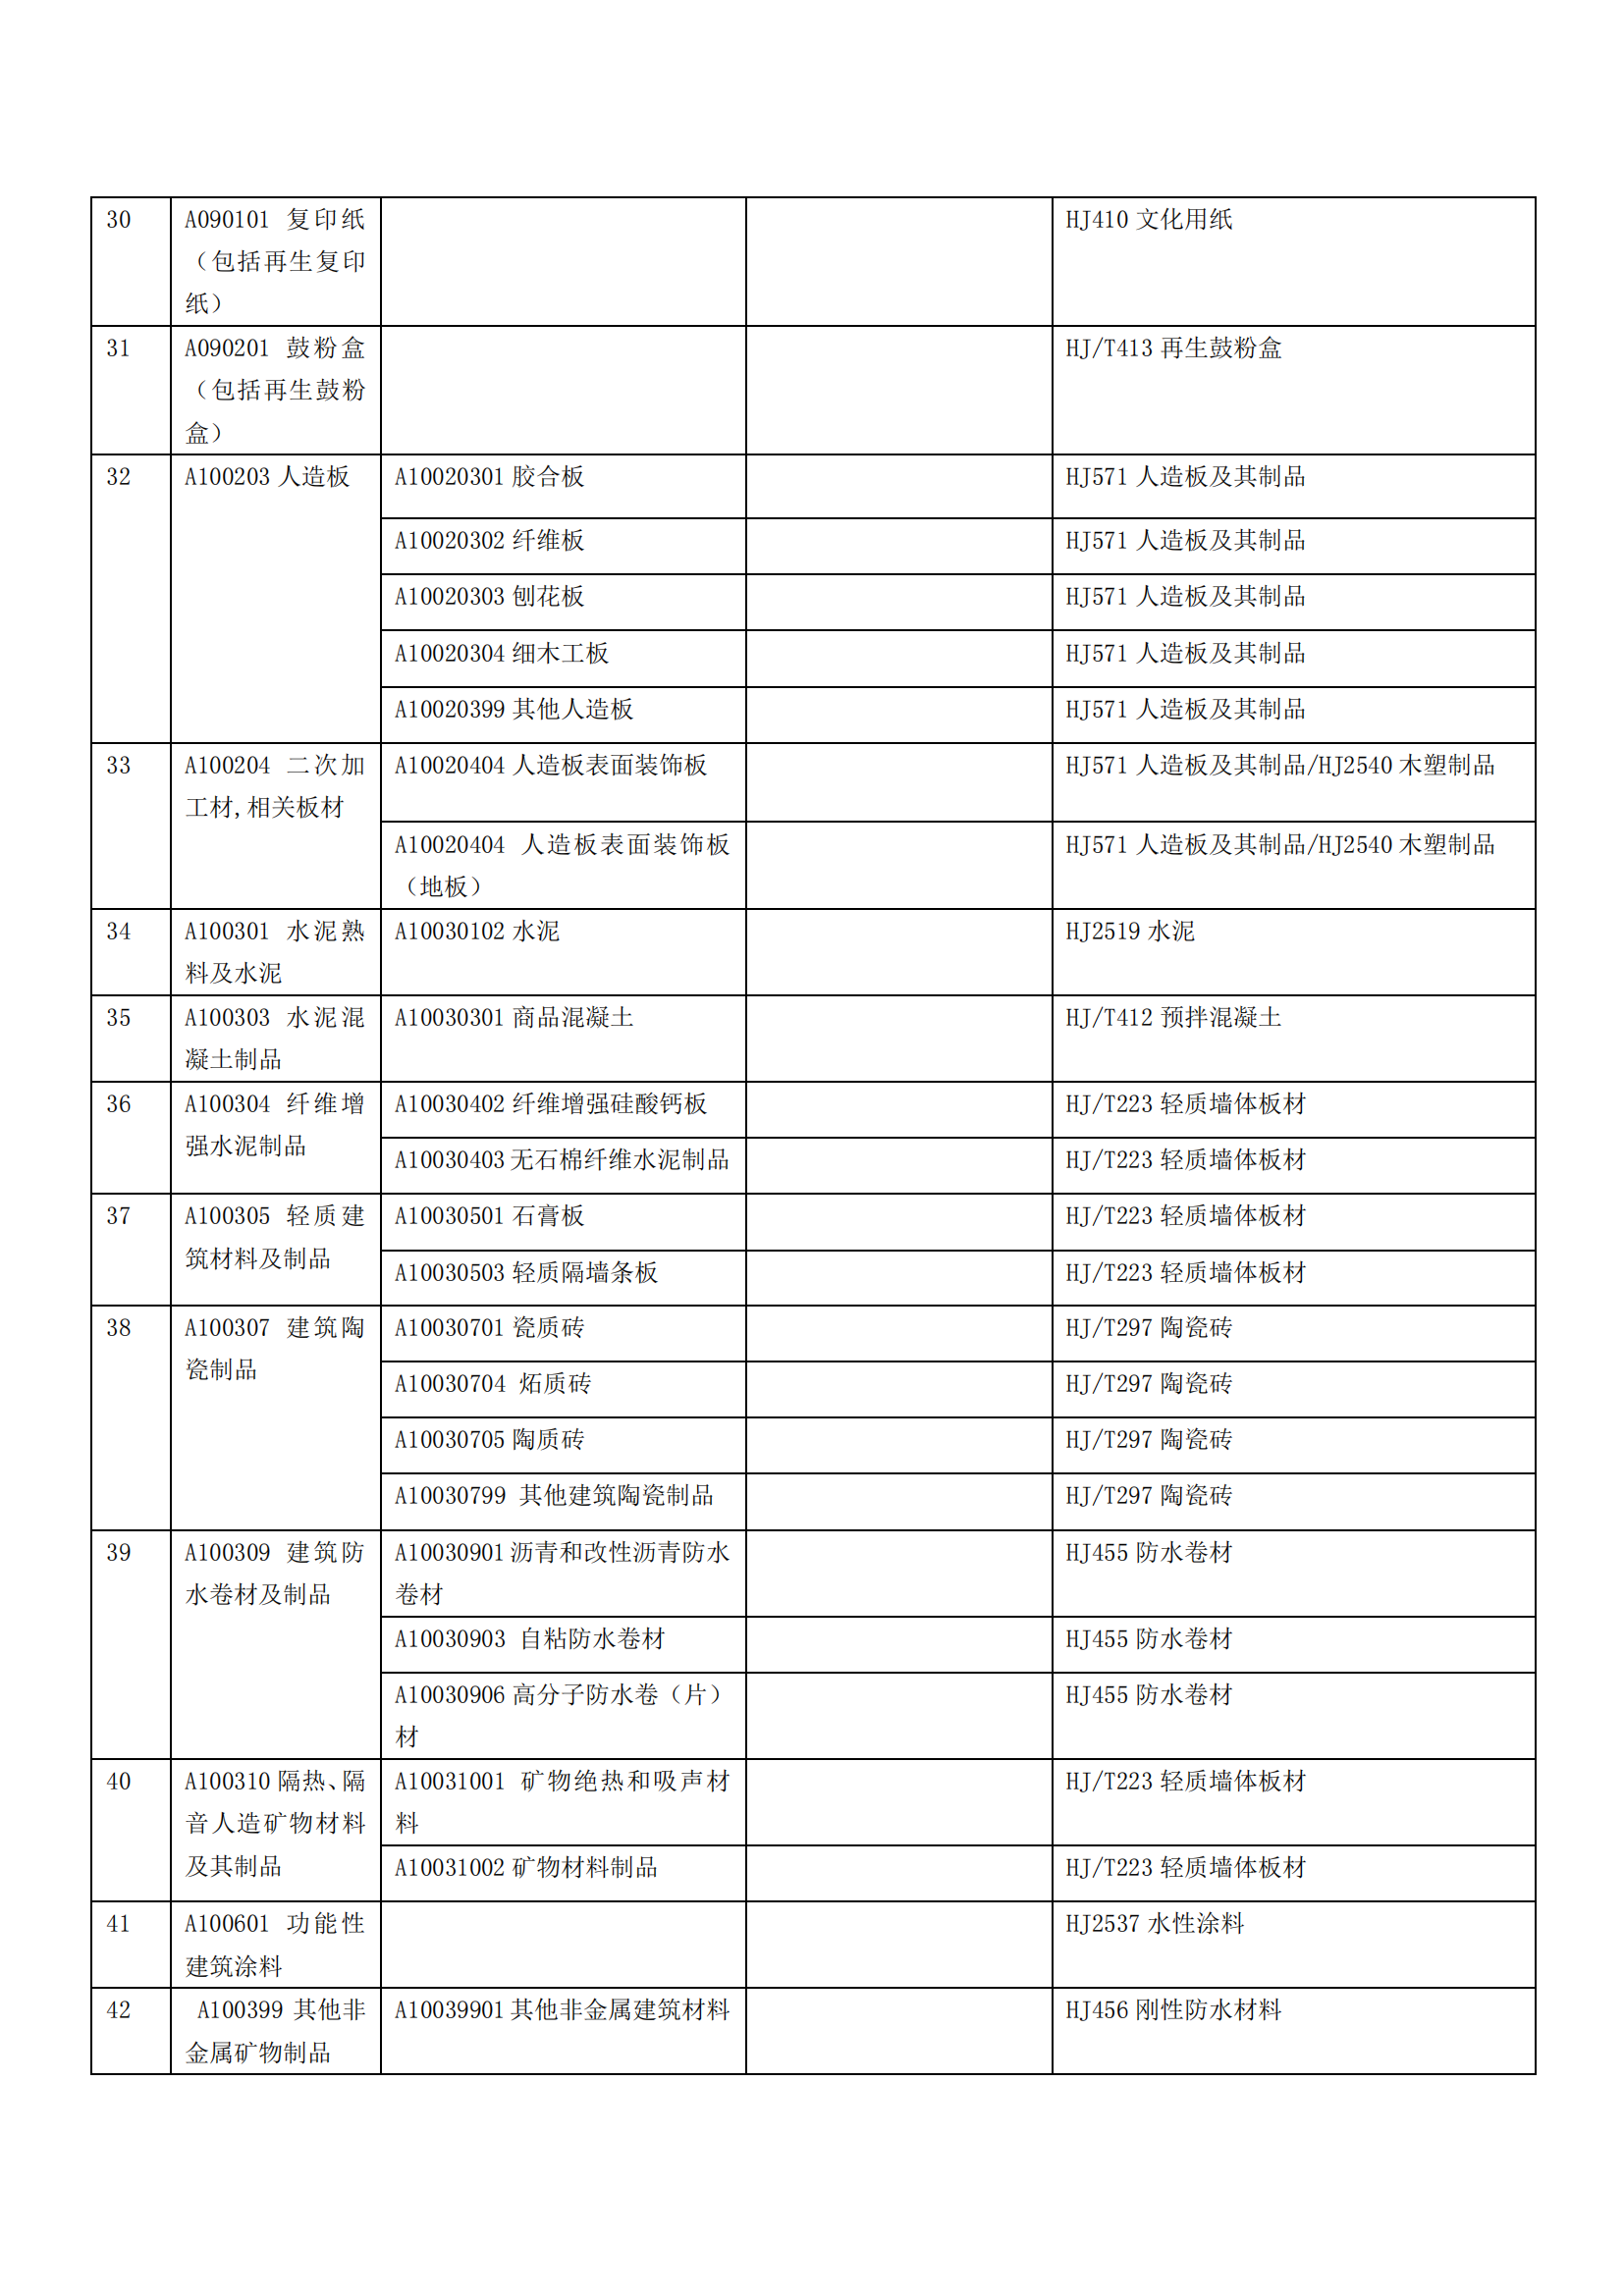 30
A090101 复印纸
（包括再生复印
纸）
HJ410 文化用纸
31
A090201 鼓粉盒
（包括再生鼓粉
盒）
HJ/T413 再生鼓粉盒
32
A100203 人造板
A10020301 胶合板
HJ571 人造板及其制品
A10020302 纤维板
HJ571 人造板及其制品
A10020303 刨花板
HJ571 人造板及其制品
A10020304 细木工板
HJ571 人造板及其制品
A10020399 其他人造板
HJ571 人造板及其制品
33
A100204 二次加
工材,相关板材
A10020404 人造板表面装饰板
HJ571 人造板及其制品/HJ2540 木塑制品
A10020404 人造板表面装饰板
（地板）
HJ571 人造板及其制品/HJ2540 木塑制品
34
A100301 水泥熟
料及水泥
A10030102 水泥
HJ2519 水泥
35
A100303 水泥混
凝土制品
A10030301 商品混凝土
HJ/T412 预拌混凝土
36
A100304 纤维增
强水泥制品
A10030402 纤维增强硅酸钙板
HJ/T223 轻质墙体板材
A10030403 无石棉纤维水泥制品
HJ/T223 轻质墙体板材
37
A100305 轻质建
筑材料及制品
A10030501 石膏板
HJ/T223 轻质墙体板材
A10030503 轻质隔墙条板
HJ/T223 轻质墙体板材
38
A100307 建筑陶
瓷制品
A10030701 瓷质砖
HJ/T297 陶瓷砖
A10030704 炻质砖
HJ/T297 陶瓷砖
A10030705 陶质砖
HJ/T297 陶瓷砖
A10030799 其他建筑陶瓷制品
HJ/T297 陶瓷砖
39
A100309 建筑防
水卷材及制品
A10030901 沥青和改性沥青防水
卷材
HJ455 防水卷材
A10030903 自粘防水卷材
HJ455 防水卷材
A10030906 高分子防水卷（片）
材
HJ455 防水卷材
40
A100310 隔热、隔
音人造矿物材料
及其制品
A10031001 矿物绝热和吸声材
料
HJ/T223 轻质墙体板材
A10031002 矿物材料制品
HJ/T223 轻质墙体板材
41
A100601 功能性
建筑涂料
HJ2537 水性涂料
42
A100399 其他非
金属矿物制品
A10039901 其他非金属建筑材料
HJ456 刚性防水材料